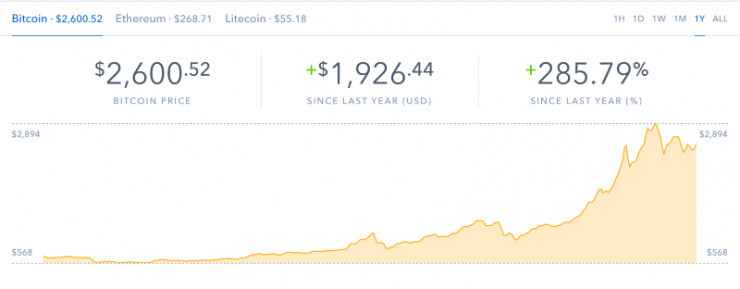 Bitcoin · $2,600.52 Ethereum · $268.71 Litecoin · $55.18 1H 1D 1W 1M 1Y ALL
$2,600.52 +$1,926.44 +285.79%
BITCOIN PRICE SINCE LAST YEAR (USD) SINCE LAST YEAR (%)
$2,894 $2,894
$568 $568